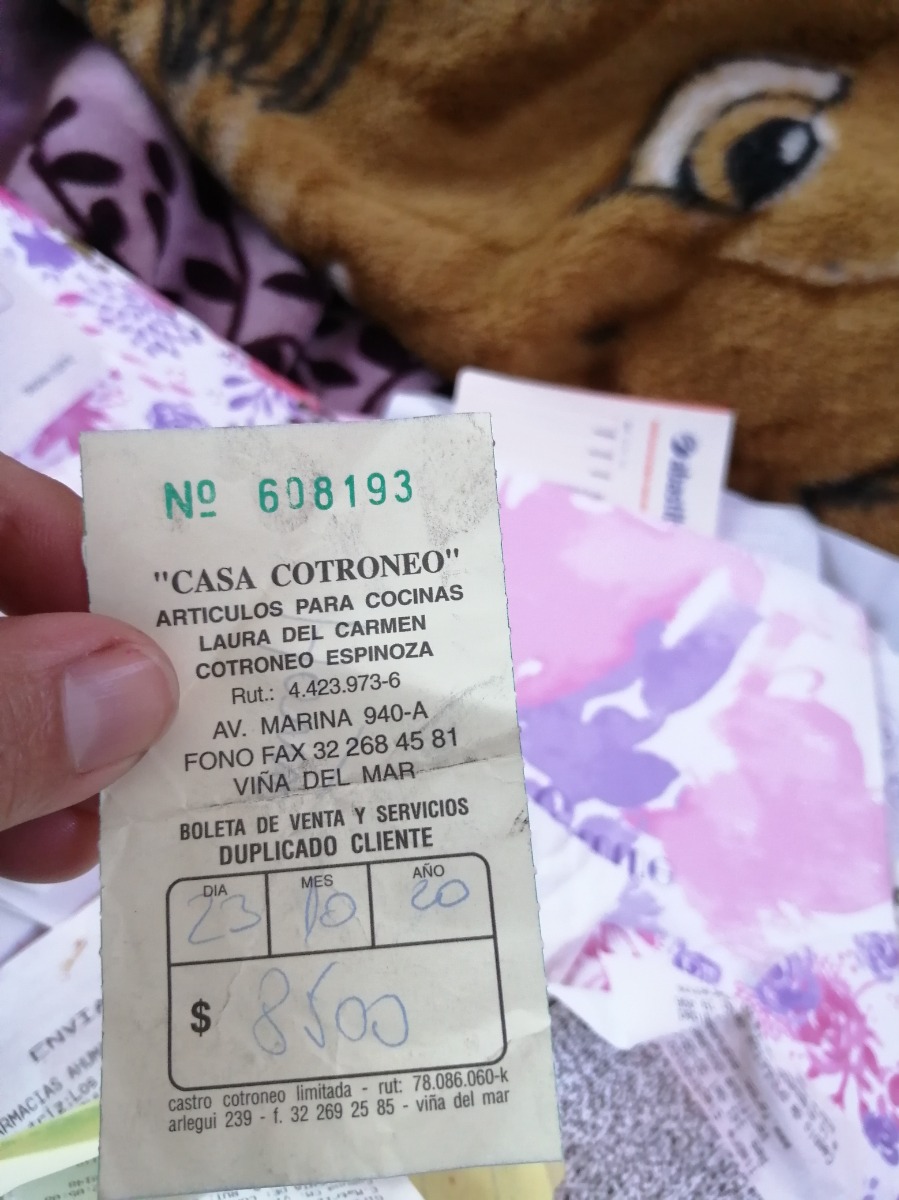 Nº 608193
"CASA COTRONEO"
ARTICULOS PARA COCINAS
LAURA DEL CARMEN
COTRONEO ESPINOZA
Rut.: 4.423.973-6
AV. MARINA 940-A
FONO FAX 32 268 45 81
VIÑA DEL MAR
BOLETA DE VENTA Y SERVICIOS
DUPLICADO CLIENTE
DIA MES AÑO
23 10 20
$ 8500
castro cotroneo limitada - rut: 78.086.060-k
arlegui 239 - f. 32 269 25 85 - viña del mar